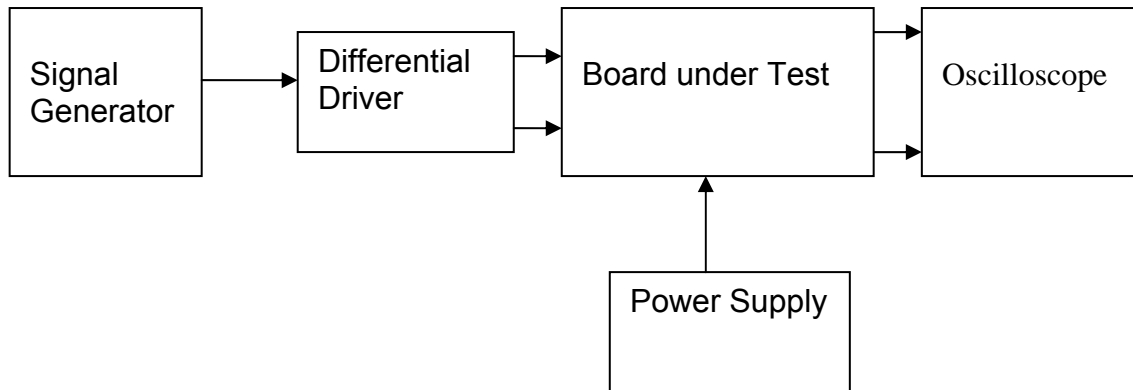 Signal
Generator
Differential
Driver
Board under Test
Oscilloscope
Power Supply